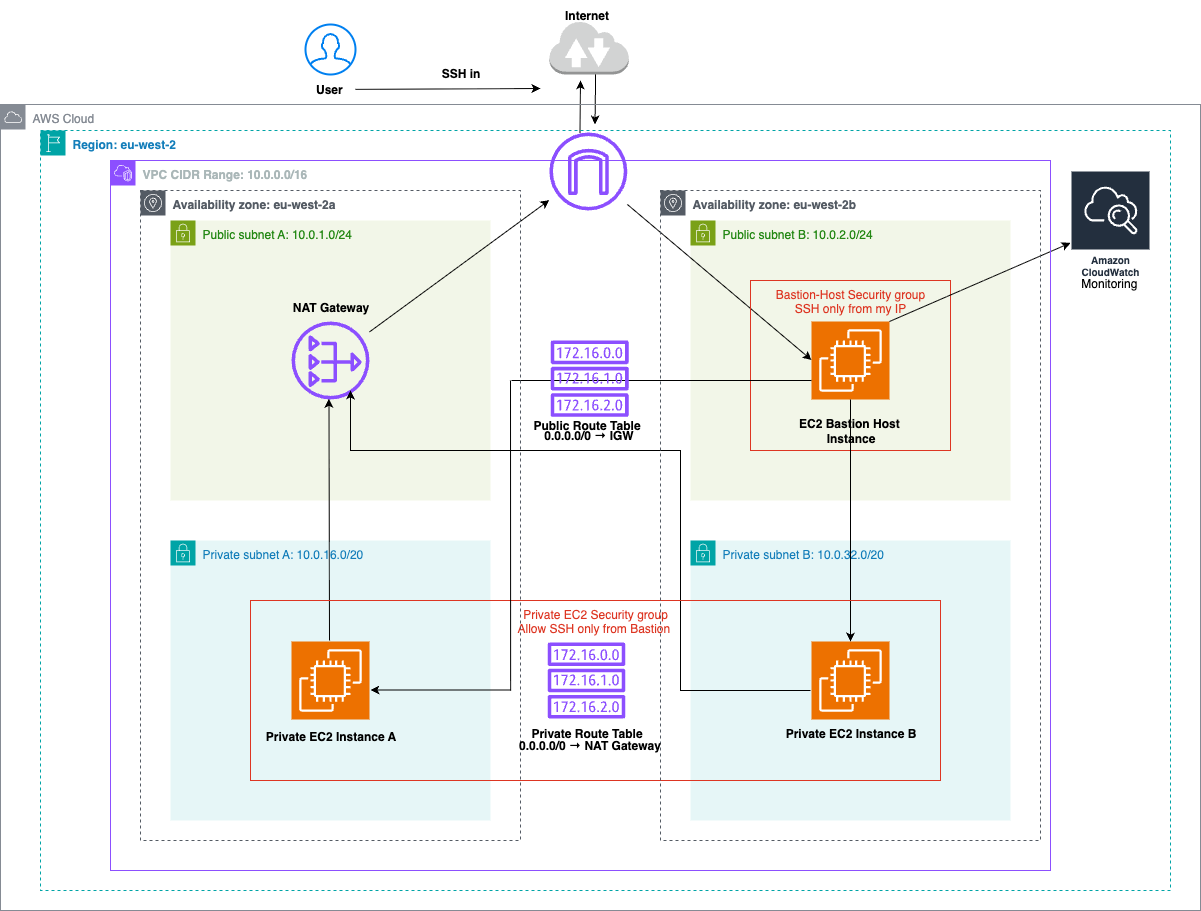 Internet
User
SSH in
AWS Cloud
Region: eu-west-2
VPC CIDR Range: 10.0.0.0/16
Availability zone: eu-west-2a
Availability zone: eu-west-2b
Public subnet A: 10.0.1.0/24
Public subnet B: 10.0.2.0/24
Amazon
CloudWatch
Monitoring
Bastion-Host Security group
SSH only from my IP
NAT Gateway
172.16.0.0
172.16.1.0
172.16.2.0
Public Route Table
0.0.0.0/0 → IGW
EC2 Bastion Host
Instance
Private subnet A: 10.0.16.0/20
Private subnet B: 10.0.32.0/20
Private EC2 Security group
Allow SSH only from Bastion
172.16.0.0
172.16.1.0
172.16.2.0
Private EC2 Instance A
Private Route Table
0.0.0.0/0 → NAT Gateway
Private EC2 Instance B